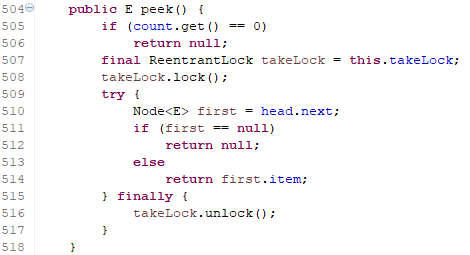 504 public E peek() {
505 if (count.get() == 0)
506 return null;
507 final ReentrantLock takeLock = this.takeLock;
508 takeLock.lock();
509 try {
510 Node<E> first = head.next;
511 if (first == null)
512 return null;
513 else
514 return first.item;
515 } finally {
516 takeLock.unlock();
517 }
518 }